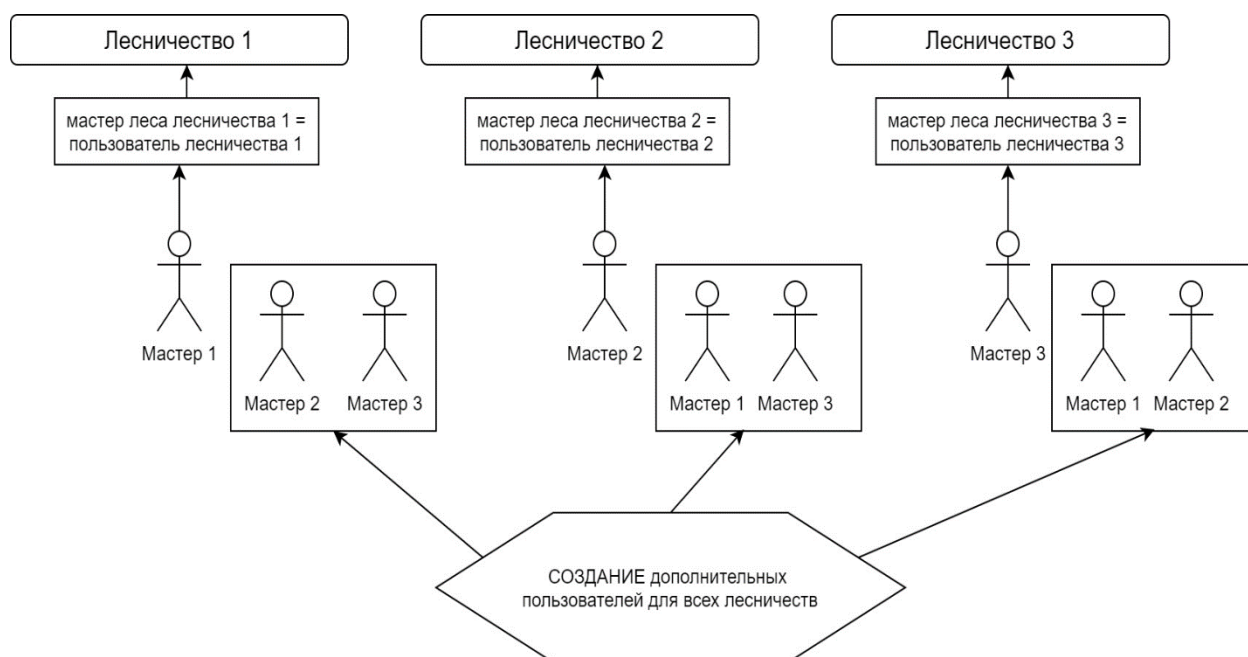 Лесничество 1
Лесничество 2
Лесничество 3
мастер леса лесничества 1 =
пользователь лесничества 1
мастер леса лесничества 2 =
пользователь лесничества 2
мастер леса лесничества 3 =
пользователь лесничества 3
Мастер 1
Мастер 2
Мастер 3
Мастер 2
Мастер 1
Мастер 3
Мастер 3
Мастер 1
Мастер 2
СОЗДАНИЕ дополнительных
пользователей для всех лесничеств